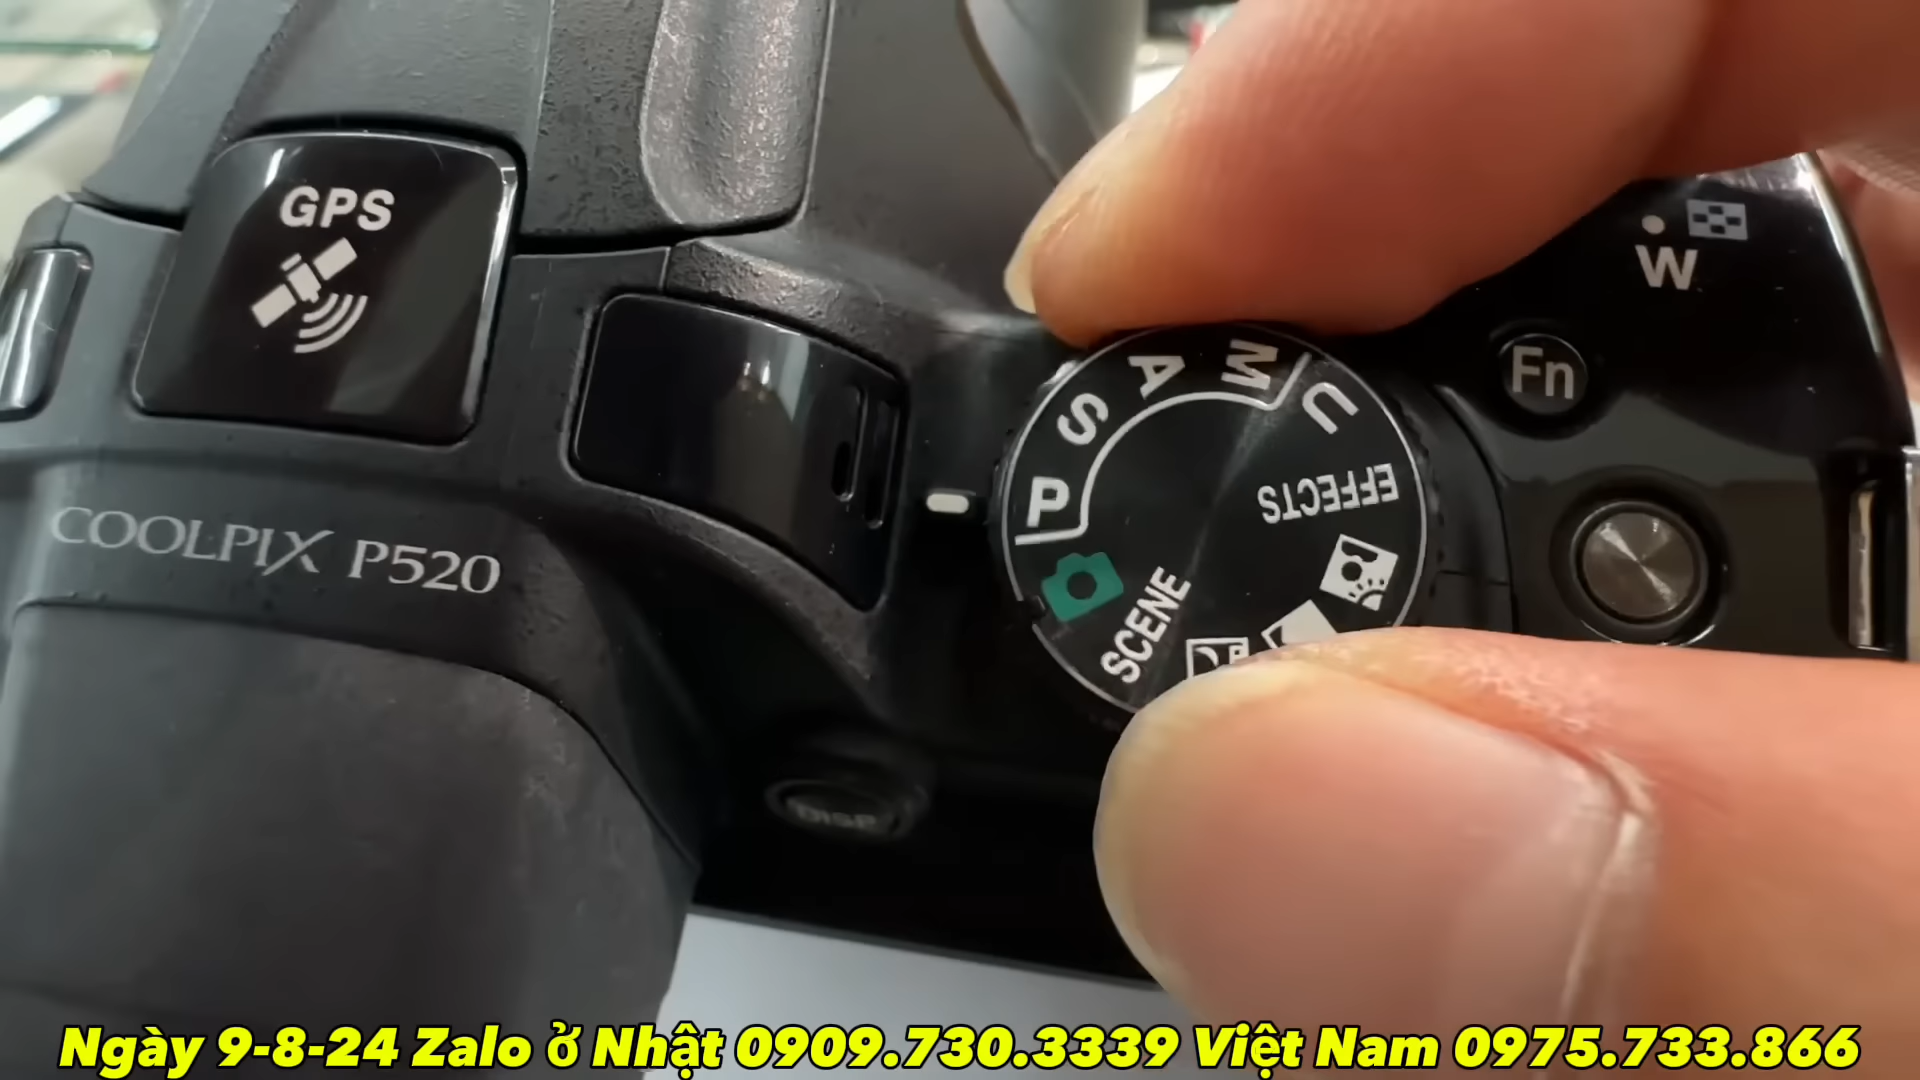 GPS
COOLPIX P520
W
Fn
M
A
U
S
P
EFFECTS
SCENE
DISP
Ngày 9-8-24 Zalo ở Nhật 0909.730.3339 Việt Nam 0975.733.866